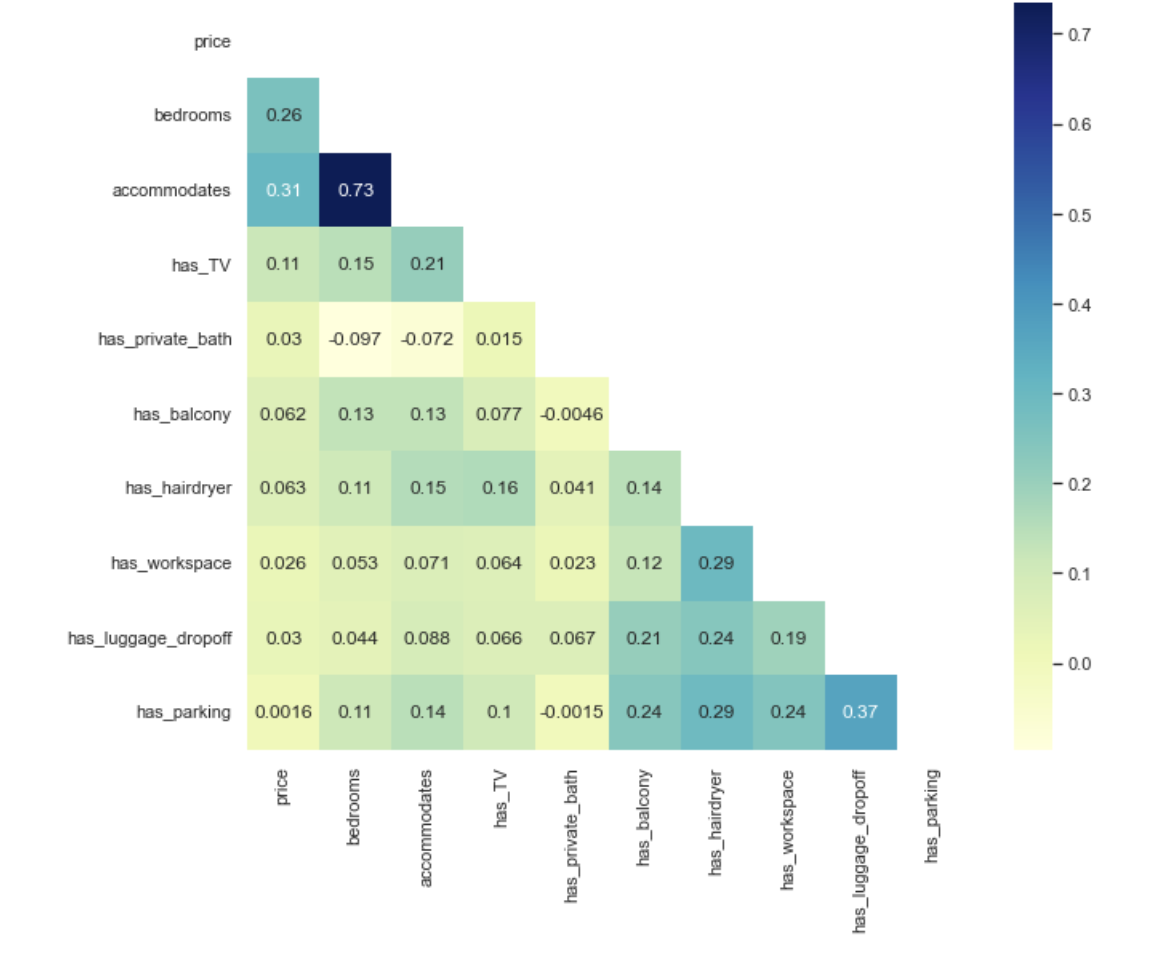 price
0.7
bedrooms 0.26
0.6
accommodates 0.31 0.73
0.5
has_TV 0.11 0.15 0.21
0.4
has_private_bath 0.03 -0.097 -0.072 0.015
0.3
has_balcony 0.062 0.13 0.13 0.077 -0.0046
has_hairdryer 0.063 0.11 0.15 0.16 0.041 0.14
0.2
has_workspace 0.026 0.053 0.071 0.064 0.023 0.12 0.29
0.1
has_luggage_dropoff 0.03 0.044 0.088 0.066 0.067 0.21 0.24 0.19
0.0
has_parking 0.0016 0.11 0.14 0.1 -0.0015 0.24 0.29 0.24 0.37
price
bedrooms
accommodates
has_TV
has_private_bath
has_balcony
has_hairdryer
has_workspace
has_luggage_dropoff
has_parking